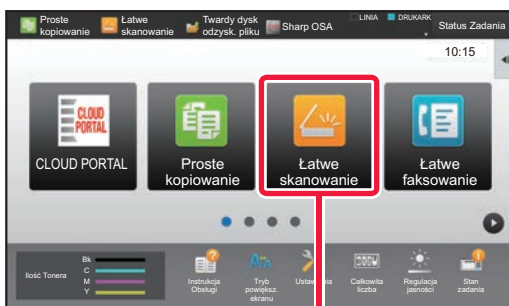 Proste kopiowanie
Łatwe skanowanie
Twardy dysk odzysk. pliku
Sharp OSA
LINIA
DRUKARK
Status Zadania
10:15
CLOUD PORTAL
CLOUD PORTAL
Proste
kopiowanie
Łatwe
skanowanie
Łatwe
faksowanie
Ilość Tonera
Bk
C
M
Y
Instrukcja
Obsługi
Tryb
powiększ.
ekranu
Całkowita
liczba
Regulacja
jasności
Stan
zadania